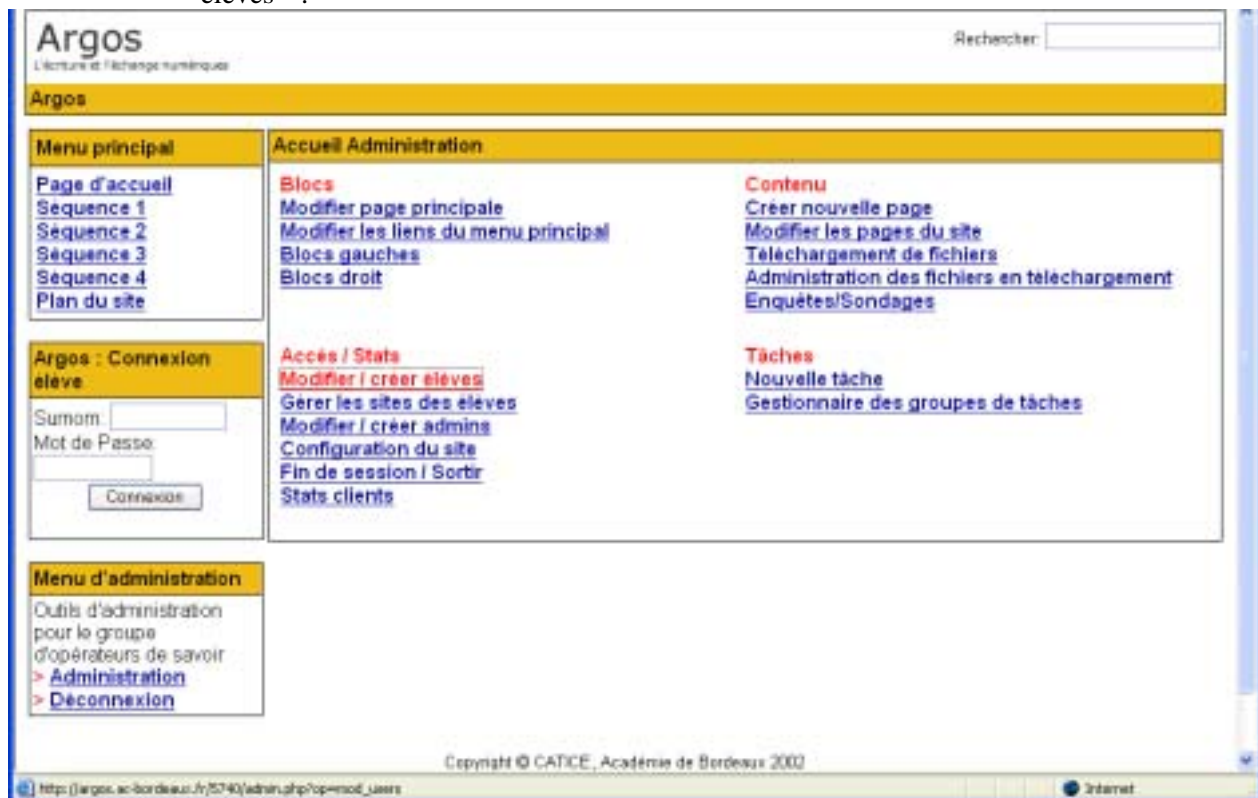 élèves" :
Argos
L'écriture et l'échange numériques
Rechercher:
Argos
Menu principal
Page d'accueil
Séquence 1
Séquence 2
Séquence 3
Séquence 4
Plan du site
Argos : Connexion
élève
Surnom:
Mot de Passe:
Connexion
Menu d'administration
Outils d'administration
pour le groupe
d'opérateurs de savoir
> Administration
> Déconnexion
Accueil Administration
Blocs
Modifier page principale
Modifier les liens du menu principal
Blocs gauches
Blocs droit
Contenu
Créer nouvelle page
Modifier les pages du site
Téléchargement de fichiers
Administration des fichiers en téléchargement
Enquêtes/Sondages
Accès / Stats
Modifier / créer élèves
Gérer les sites des élèves
Modifier / créer admins
Configuration du site
Fin de session / Sortir
Stats clients
Tâches
Nouvelle tâche
Gestionnaire des groupes de tâches
Copyright © CATICE, Académie de Bordeaux 2002
http://argos.ac-bordeaux.fr/5740/admin.php?op=mod_users
Internet